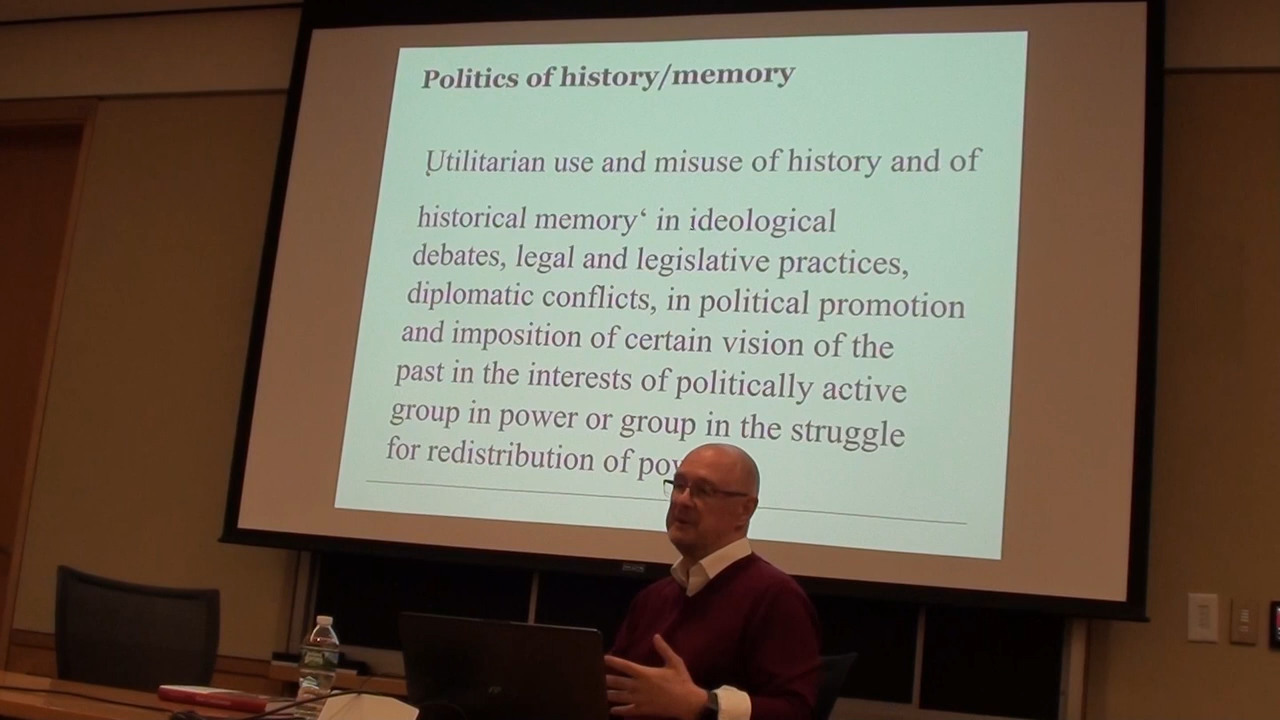 Politics of history/memory
Utilitarian use and misuse of history and of
historical memory‘ in ideological
debates, legal and legislative practices,
diplomatic conflicts, in political promotion
and imposition of certain vision of the
past in the interests of politically active
group in power or group in the struggle
for redistribution of